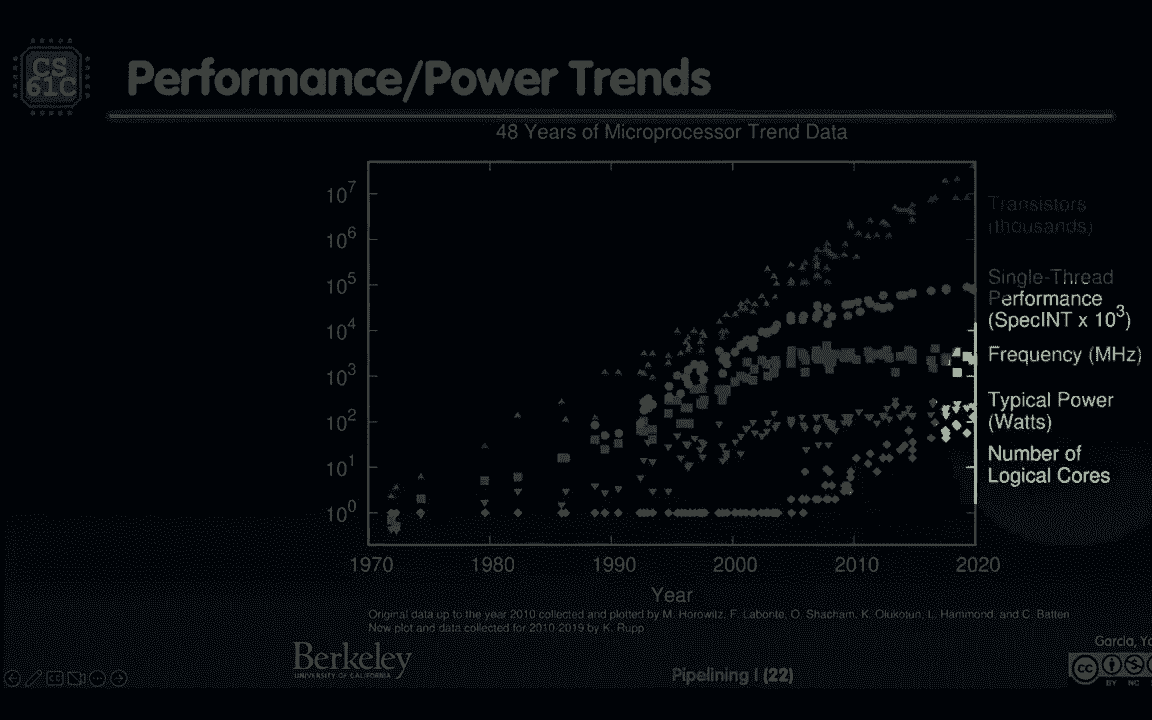 CS
61C
Performance/Power Trends
48 Years of Microprocessor Trend Data
10^7
10^6
10^5
10^4
10^3
10^2
10^1
10^0
Transistors
(thousands)
Single-Thread
Performance
(SpecINT x 10^3)
Frequency (MHz)
Typical Power
(Watts)
Number of
Logical Cores
1970 1980 1990 2000 2010 2020
Year
Original data up to the year 2010 collected and plotted by M. Horowitz, F. Labonte, O. Shacham, K. Olukotun, L. Hammond, and C. Batten
New plot and data collected for 2010-2019 by K. Rupp
Berkeley
UNIVERSITY OF CALIFORNIA
Pipelining I (22)
Garcia,
cc
BY NC